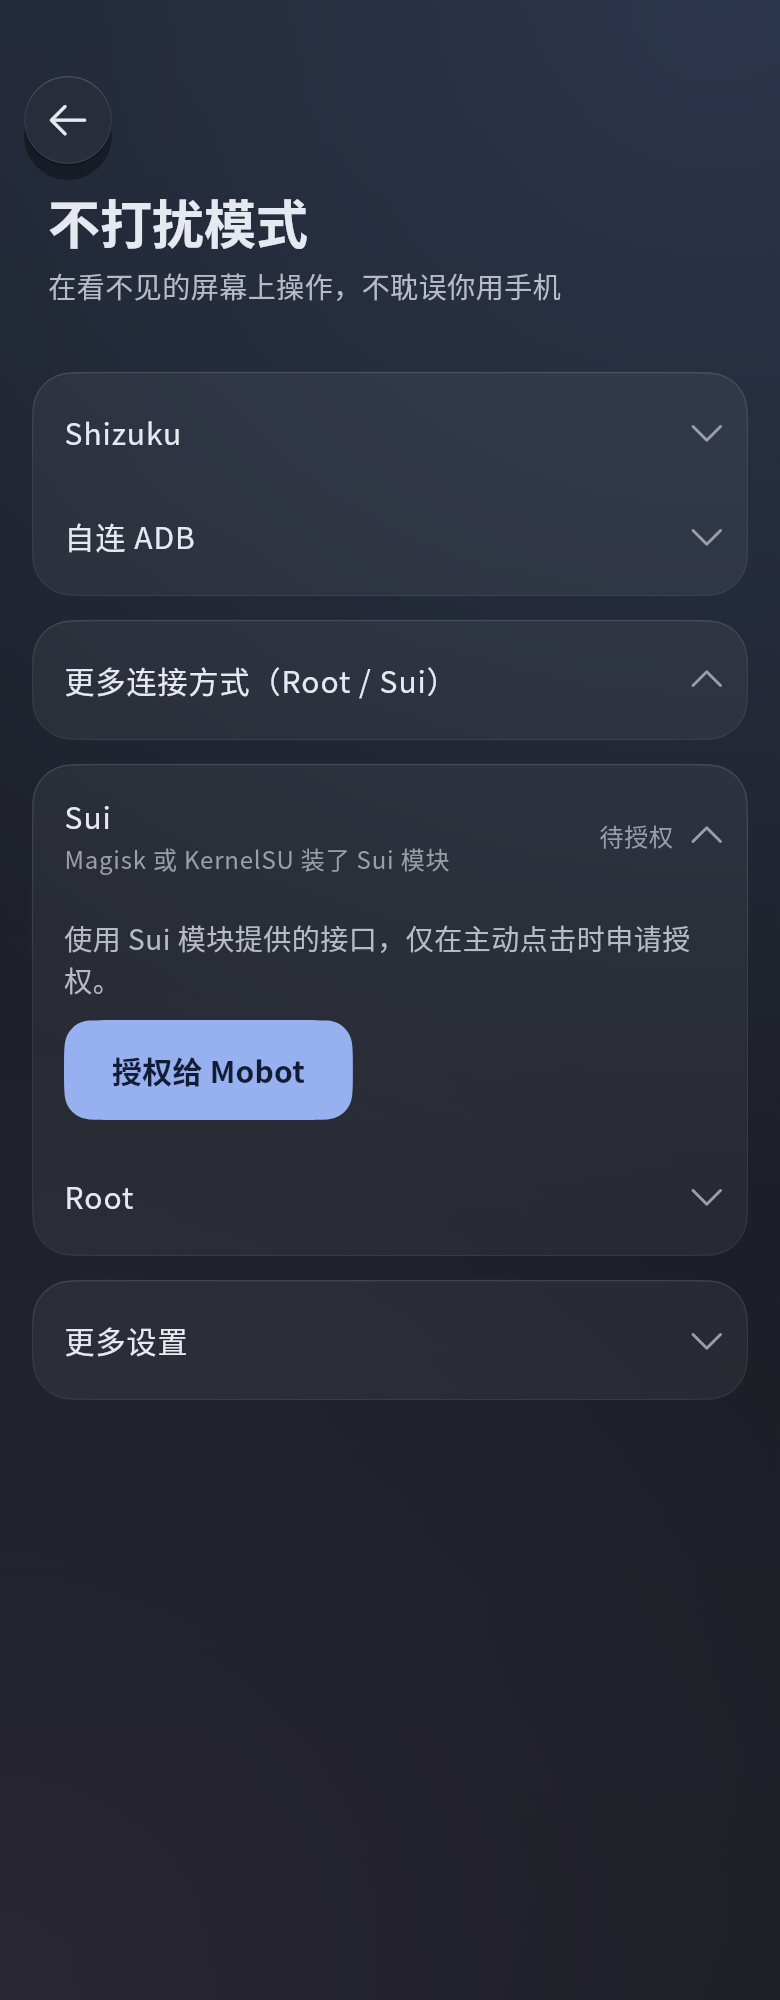 不打扰模式
在看不见的屏幕上操作，不耽误你用手机
Shizuku
自连 ADB
更多连接方式（Root / Sui）
Sui
Magisk 或 KernelSU 装了 Sui 模块
待授权
使用 Sui 模块提供的接口，仅在主动点击时申请授
权。
授权给 Mobot
Root
更多设置